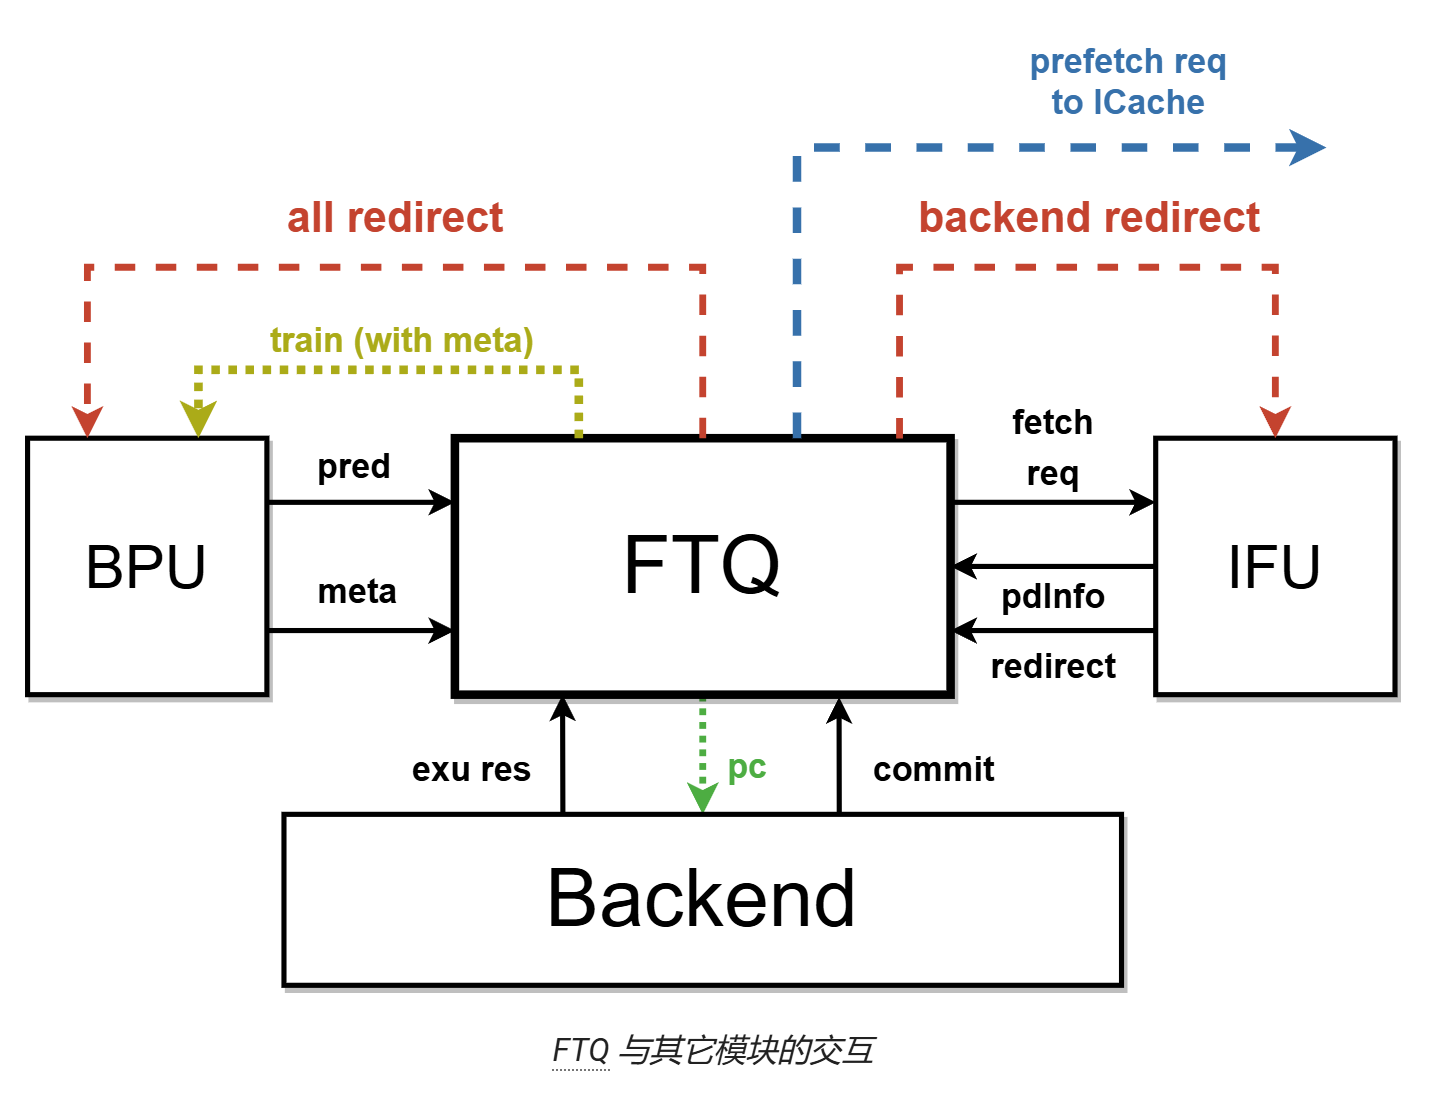 prefetch req
to ICache
all redirect
backend redirect
train (with meta)
fetch
req
pred
BPU
FTQ
IFU
meta
pdInfo
redirect
exu res
pc
commit
Backend
FTQ 与其它模块的交互